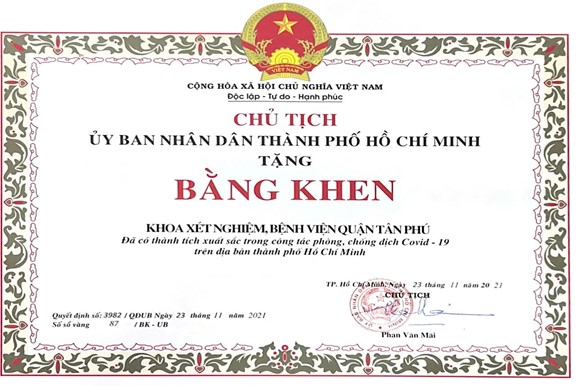 VIỆT NAM
CỘNG HÒA XÃ HỘI CHỦ NGHĨA VIỆT NAM
Độc lập - Tự do - Hạnh phúc
CHỦ TỊCH
ỦY BAN NHÂN DÂN THÀNH PHỐ HỒ CHÍ MINH
TẶNG
BẰNG KHEN
KHOA XÉT NGHIỆM, BỆNH VIỆN QUẬN TÂN PHÚ
Đã có thành tích xuất sắc trong công tác phòng, chống dịch Covid - 19
trên địa bàn thành phố Hồ Chí Minh
TP. Hồ Chí Minh, Ngày 23 tháng 11 năm 2021
CHỦ TỊCH
Quyết định số: 3982 / QĐUB Ngày 23 tháng 11 năm 2021
Số sổ vàng 87 / BK - UB
Phan Văn Mãi